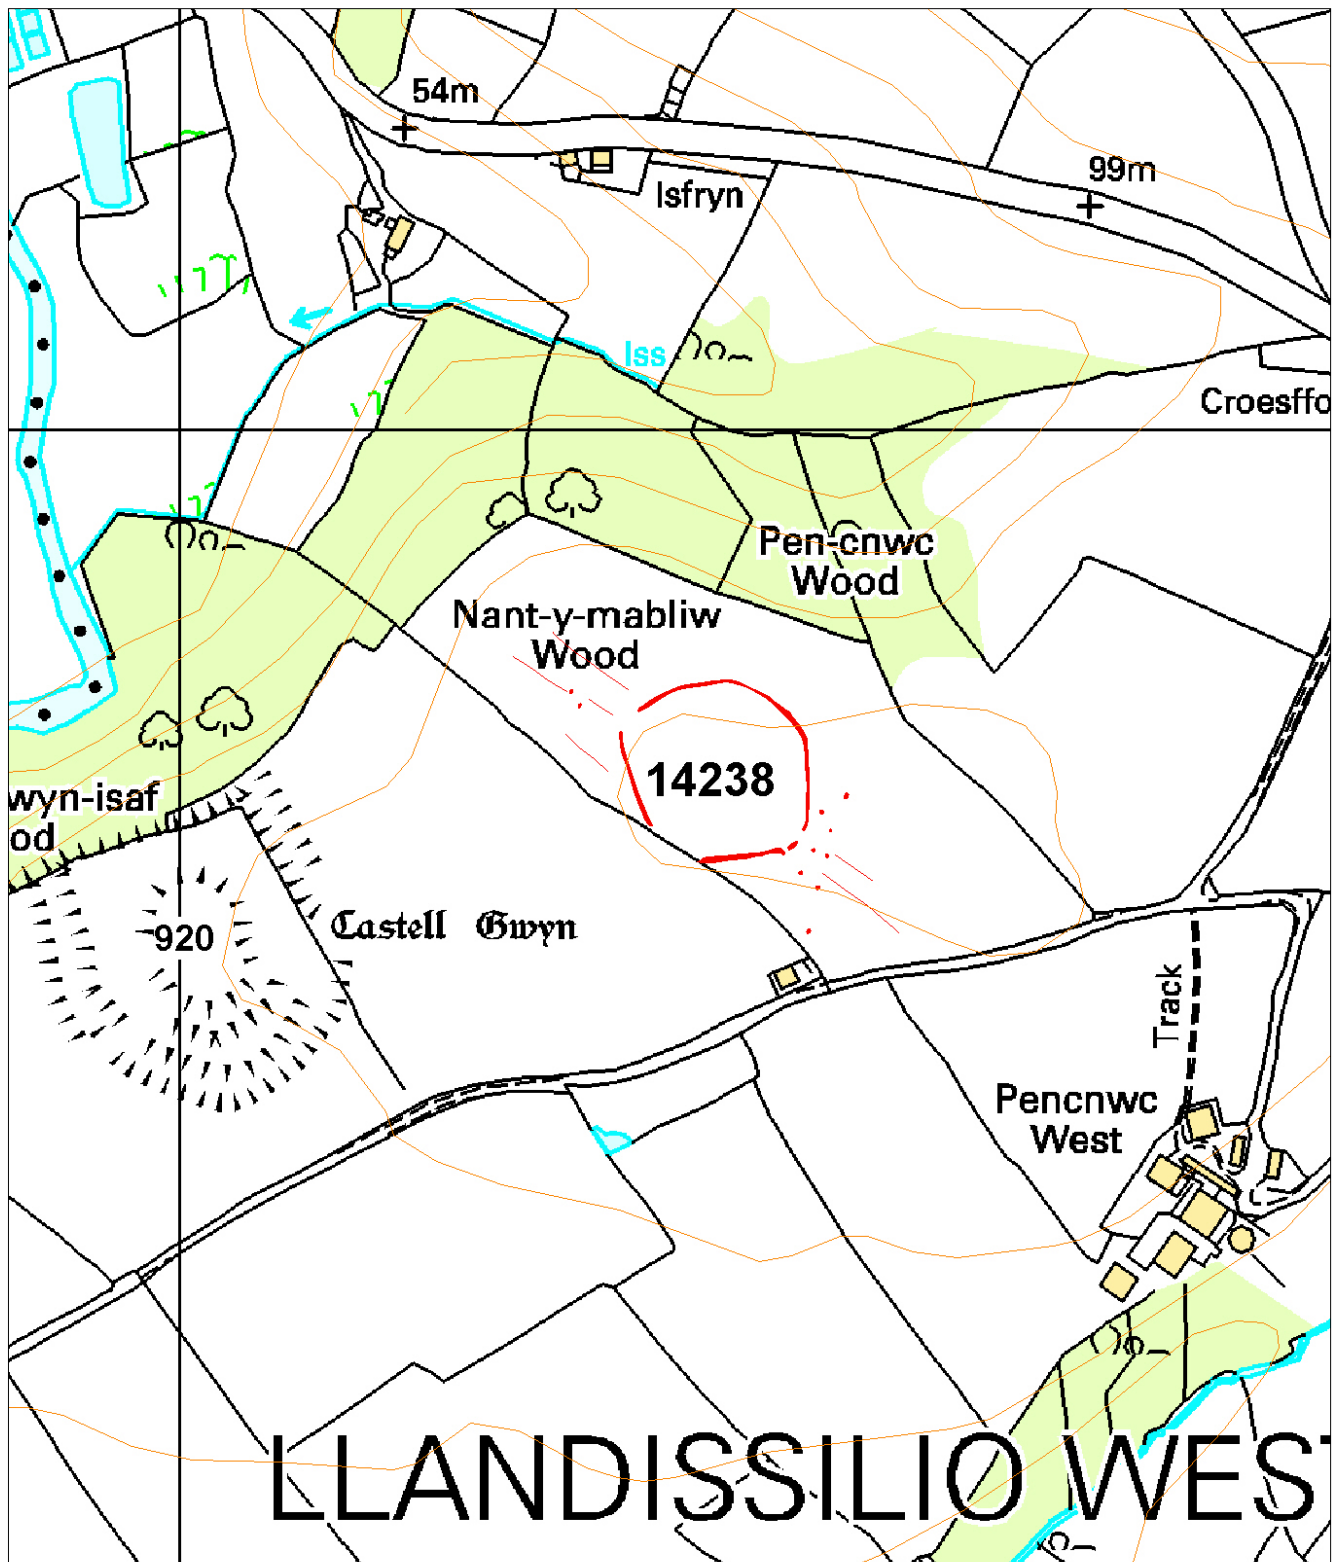 54m
99m
Isfryn
Iss
Croesffo
Pen-cnwc
Wood
Nant-y-mabliw
Wood
14238
wyn-isaf
od
920
Castell Gwyn
Track
Pencnwc
West
LLANDISSILIO WEST